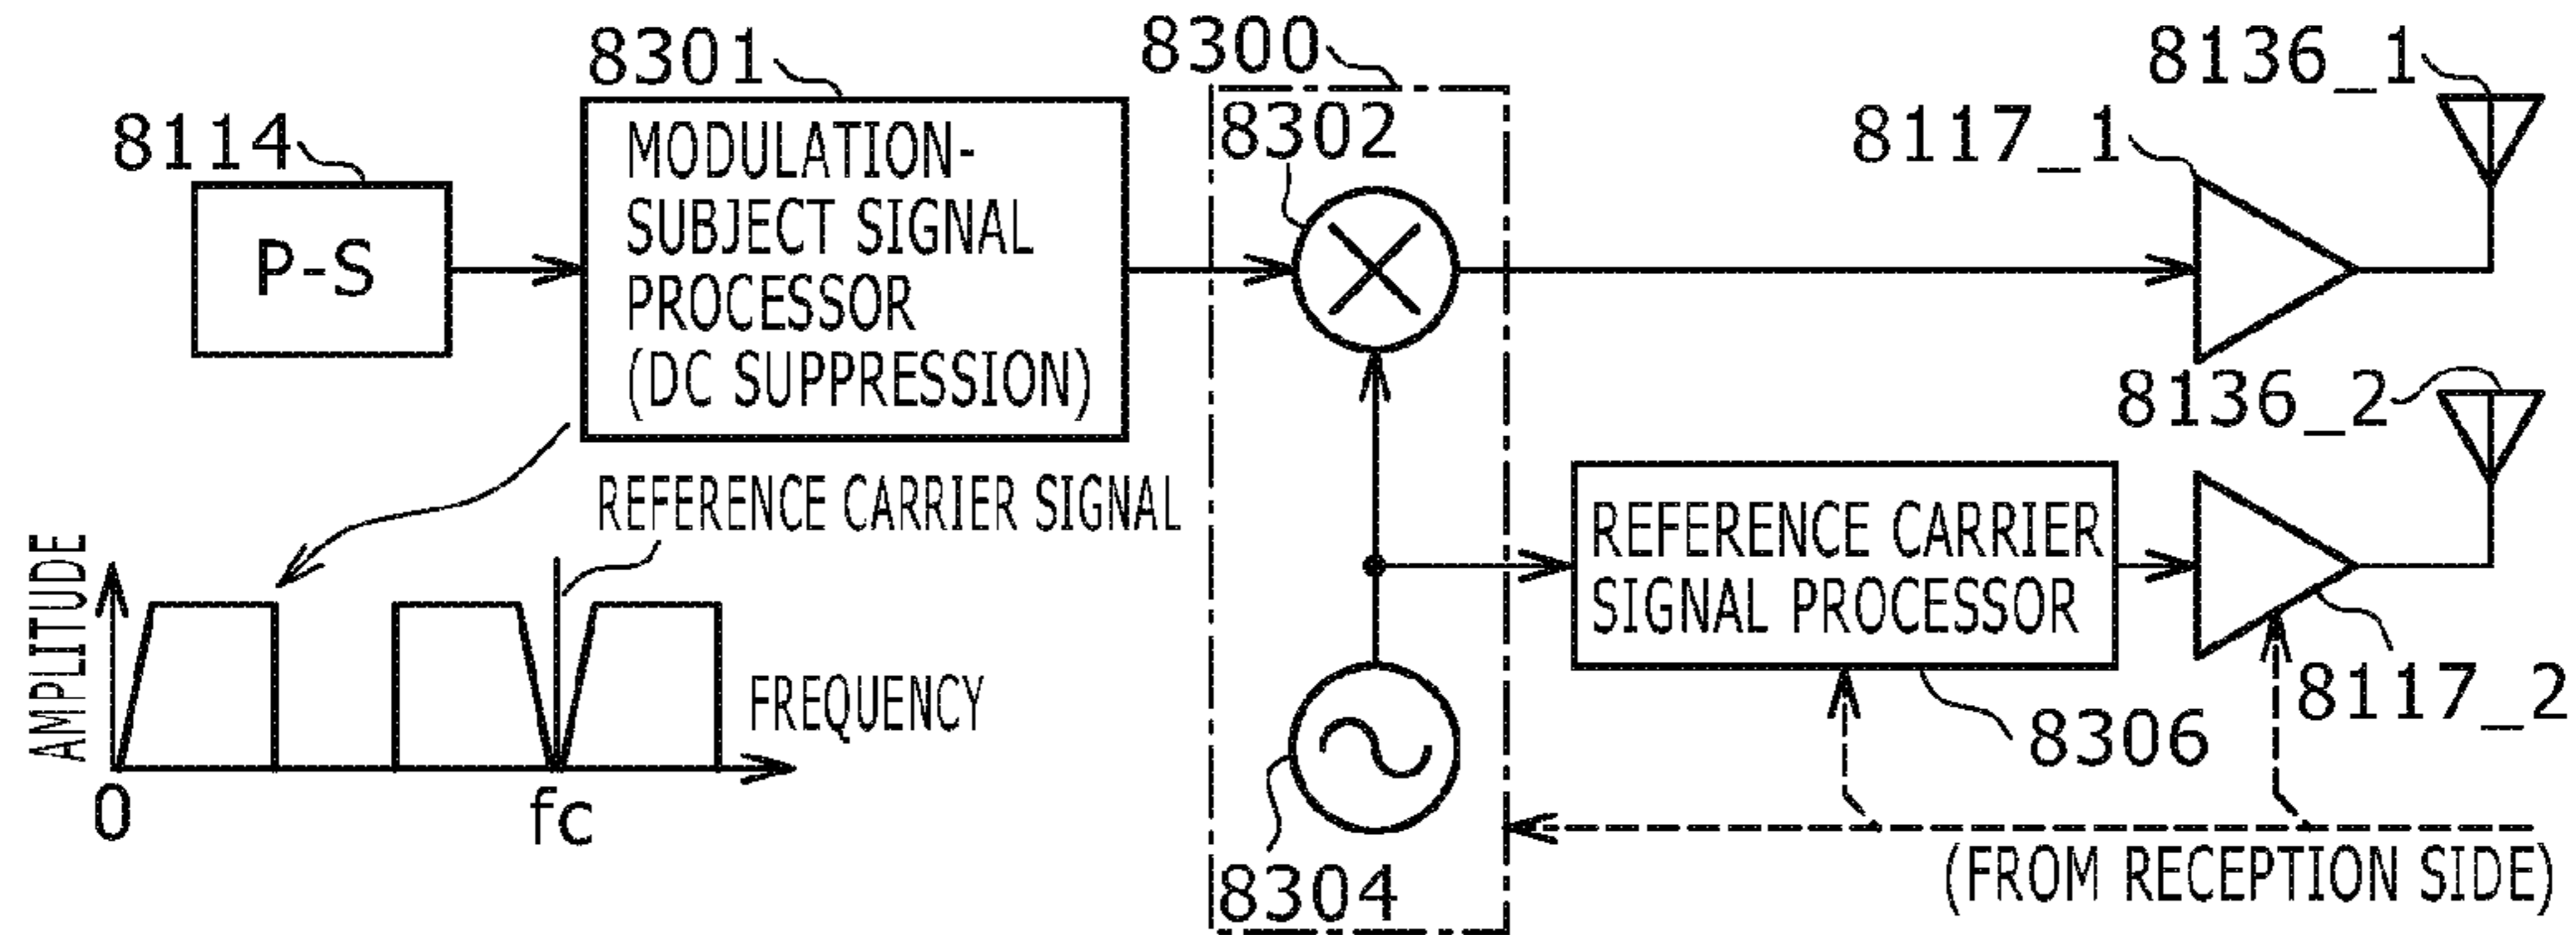 8301
8300
8136_1
8114
MODULATION-
SUBJECT SIGNAL
PROCESSOR
(DC SUPPRESSION)
8302
8117_1
P-S
8136_2
REFERENCE CARRIER SIGNAL
REFERENCE CARRIER
SIGNAL PROCESSOR
AMPLITUDE
FREQUENCY
8117_2
8306
0
fc
8304
(FROM RECEPTION SIDE)